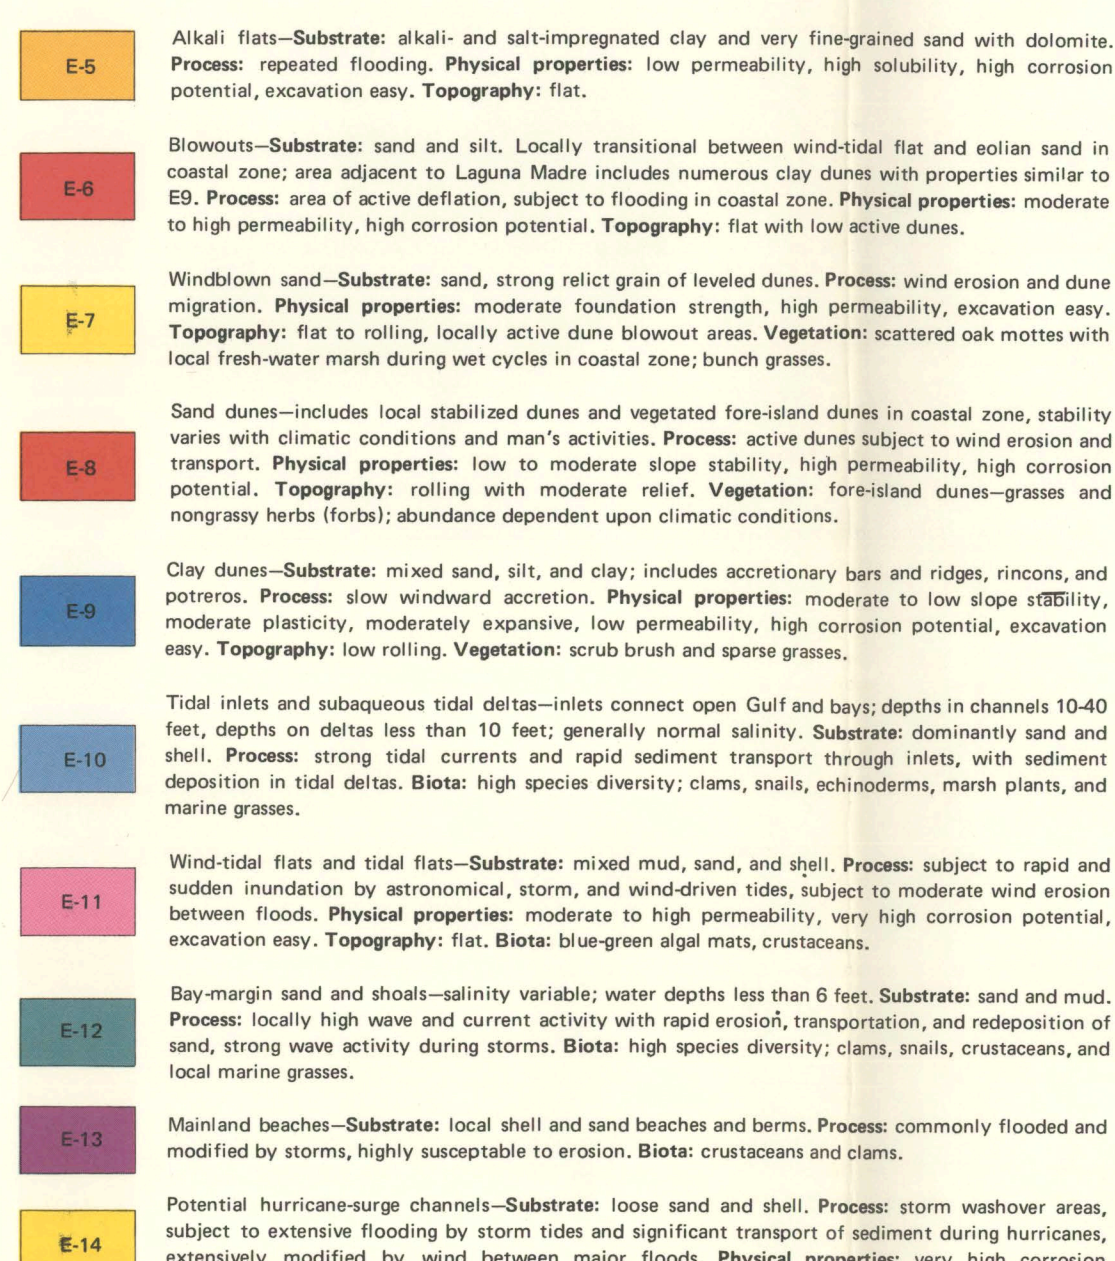 E-5
Alkali flats—Substrate: alkali- and salt-impregnated clay and very fine-grained sand with dolomite.
Process: repeated flooding. Physical properties: low permeability, high solubility, high corrosion
potential, excavation easy. Topography: flat.
E-6
Blowouts—Substrate: sand and silt. Locally transitional between wind-tidal flat and eolian sand in
coastal zone; area adjacent to Laguna Madre includes numerous clay dunes with properties similar to
E9. Process: area of active deflation, subject to flooding in coastal zone. Physical properties: moderate
to high permeability, high corrosion potential. Topography: flat with low active dunes.
E-7
Windblown sand—Substrate: sand, strong relict grain of leveled dunes. Process: wind erosion and dune
migration. Physical properties: moderate foundation strength, high permeability, excavation easy.
Topography: flat to rolling, locally active dune blowout areas. Vegetation: scattered oak mottes with
local fresh-water marsh during wet cycles in coastal zone; bunch grasses.
E-8
Sand dunes—includes local stabilized dunes and vegetated fore-island dunes in coastal zone, stability
varies with climatic conditions and man's activities. Process: active dunes subject to wind erosion and
transport. Physical properties: low to moderate slope stability, high permeability, high corrosion
potential. Topography: rolling with moderate relief. Vegetation: fore-island dunes—grasses and
nongrassy herbs (forbs); abundance dependent upon climatic conditions.
E-9
Clay dunes—Substrate: mixed sand, silt, and clay; includes accretionary bars and ridges, rincons, and
potreros. Process: slow windward accretion. Physical properties: moderate to low slope stability,
moderate plasticity, moderately expansive, low permeability, high corrosion potential, excavation
easy. Topography: low rolling. Vegetation: scrub brush and sparse grasses.
E-10
Tidal inlets and subaqueous tidal deltas—inlets connect open Gulf and bays; depths in channels 10-40
feet, depths on deltas less than 10 feet; generally normal salinity. Substrate: dominantly sand and
shell. Process: strong tidal currents and rapid sediment transport through inlets, with sediment
deposition in tidal deltas. Biota: high species diversity; clams, snails, echinoderms, marsh plants, and
marine grasses.
E-11
Wind-tidal flats and tidal flats—Substrate: mixed mud, sand, and shell. Process: subject to rapid and
sudden inundation by astronomical, storm, and wind-driven tides, subject to moderate wind erosion
between floods. Physical properties: moderate to high permeability, very high corrosion potential,
excavation easy. Topography: flat. Biota: blue-green algal mats, crustaceans.
E-12
Bay-margin sand and shoals—salinity variable; water depths less than 6 feet. Substrate: sand and mud.
Process: locally high wave and current activity with rapid erosion, transportation, and redeposition of
sand, strong wave activity during storms. Biota: high species diversity; clams, snails, crustaceans, and
local marine grasses.
E-13
Mainland beaches—Substrate: local shell and sand beaches and berms. Process: commonly flooded and
modified by storms, highly susceptable to erosion. Biota: crustaceans and clams.
E-14
Potential hurricane-surge channels—Substrate: loose sand and shell. Process: storm washover areas,
subject to extensive flooding by storm tides and significant transport of sediment during hurricanes,
extensively modified by wind between major floods. Physical properties: very high corrosion